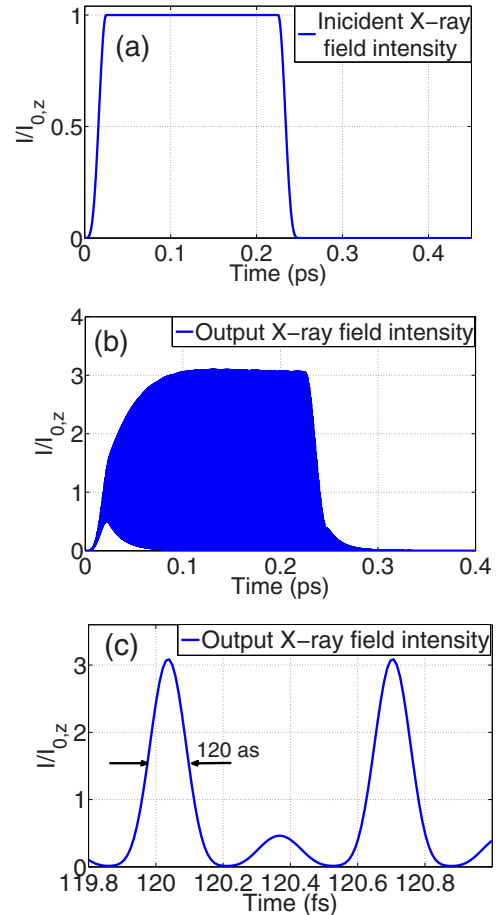 (a)
Inicident X-ray
field intensity
I/I0,z
1
0.5
0
0 0.1 0.2 0.3 0.4
Time (ps)
(b)
Output X-ray field intensity
I/I0,z
4
3
2
1
0
0 0.1 0.2 0.3 0.4
Time (ps)
(c)
Output X-ray field intensity
I/I0,z
3
2
1
0
120 as
119.8 120 120.2 120.4 120.6 120.8
Time (fs)